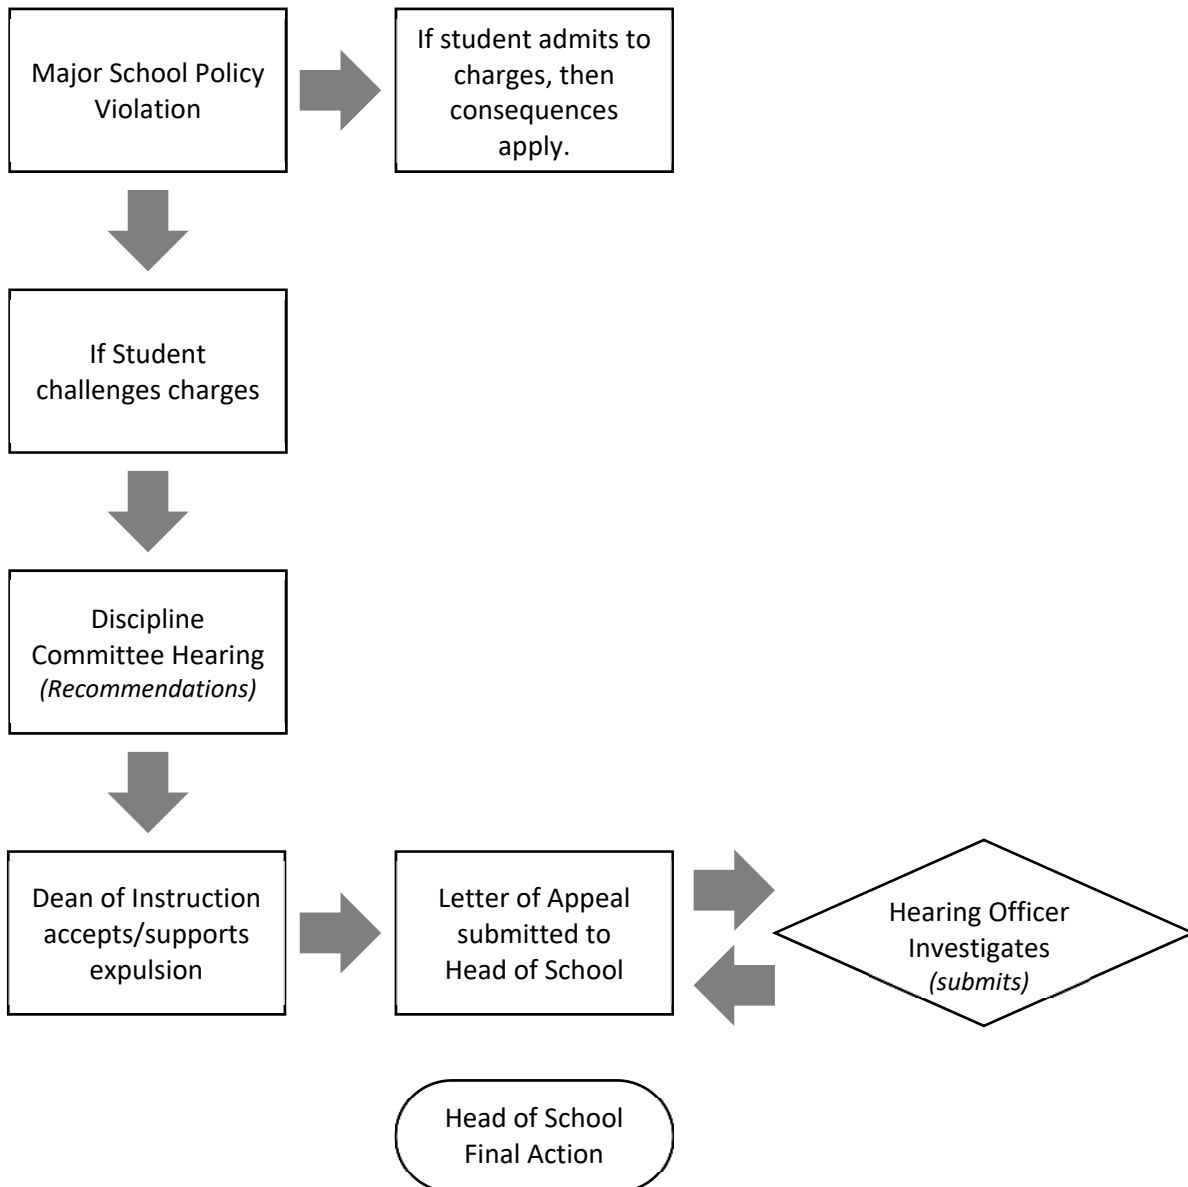 Major School Policy
Violation
If student admits to
charges, then
consequences
apply.
If Student
challenges charges
Discipline
Committee Hearing
(Recommendations)
Dean of Instruction
accepts/supports
expulsion
Letter of Appeal
submitted to
Head of School
Hearing Officer
Investigates
(submits)
Head of School
Final Action